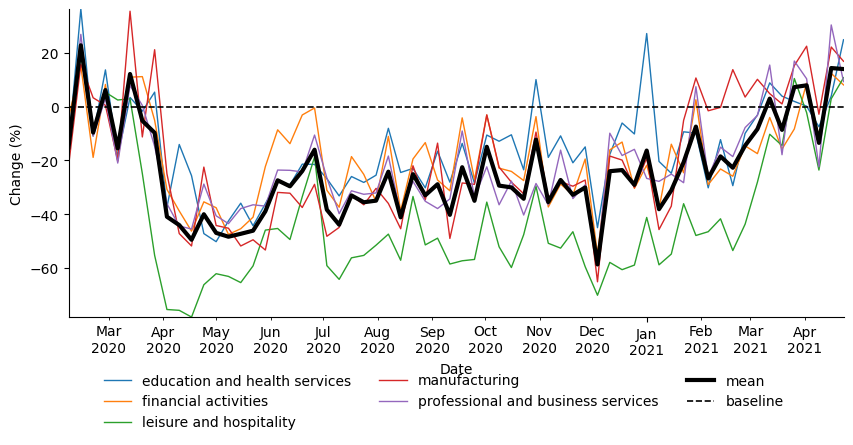 Change (%)
20
0
−20
−40
−60
Mar Apr May Jun Jul Aug Sep Oct Nov Dec Jan Feb Mar Apr
2020 2020 2020 2020 2020 2020 2020 2020 2020 2020 2021 2021 2021 2021
Date
education and health services manufacturing mean
financial activities professional and business services baseline
leisure and hospitality